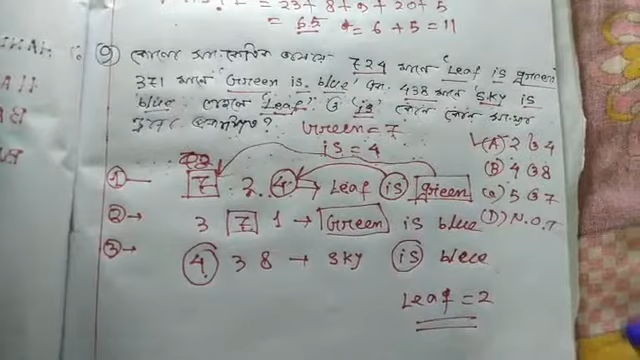 = 23 + 8 + 9 + 20 + 5
= 65 = 6 + 5 = 11
9) কোনো সাংকেতিক ভাষায় 724 মানে 'Leaf is green'
371 মানে 'Green is blue' এবং 438 মানে 'SKY is
blue তাহলে 'Leaf' ও 'is' কোন কোন সংখ্যা
দ্বারা
Green = 7
is = 4
(A) 2 ও 4
(B) 4 ও 8
(C) 5 ও 7
(D) N.O.T
① — 7 2 4 → Leaf is green
② → 3 7 1 → Green is blue
③ → 4 3 8 → SKY is blue
Leaf = 2